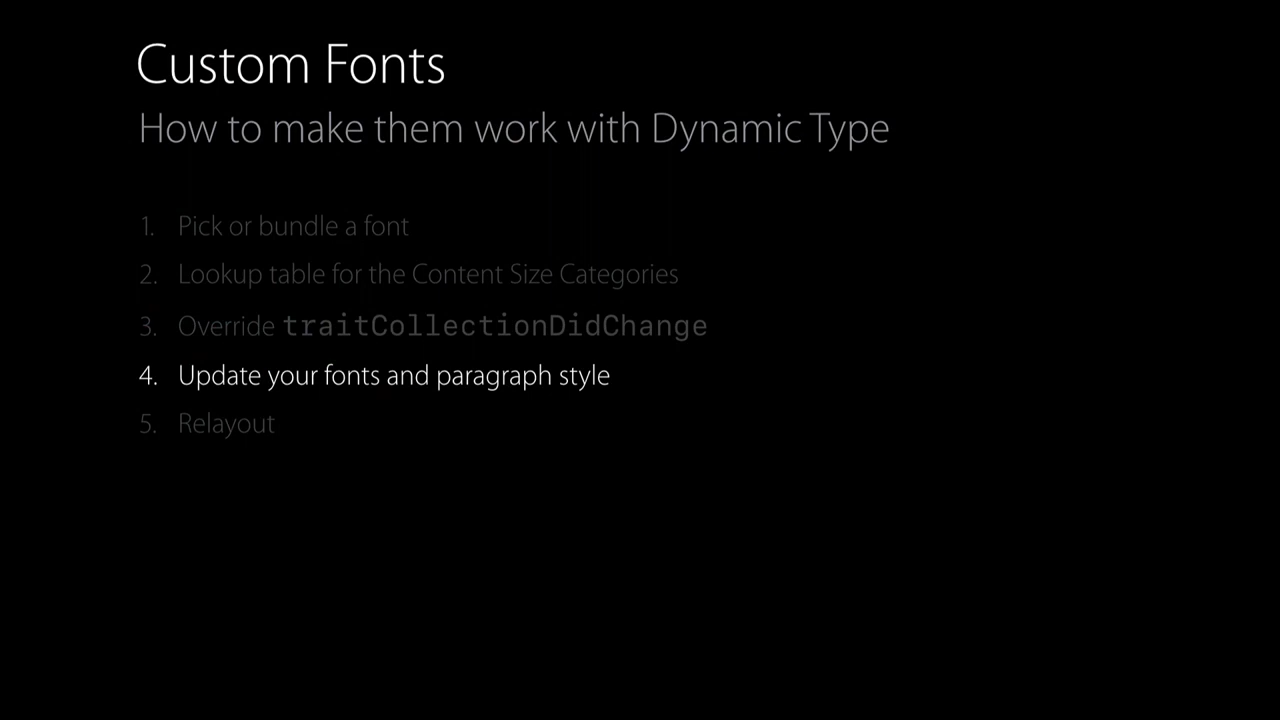 Custom Fonts
How to make them work with Dynamic Type
1. Pick or bundle a font
2. Lookup table for the Content Size Categories
3. Override traitCollectionDidChange
4. Update your fonts and paragraph style
5. Relayout